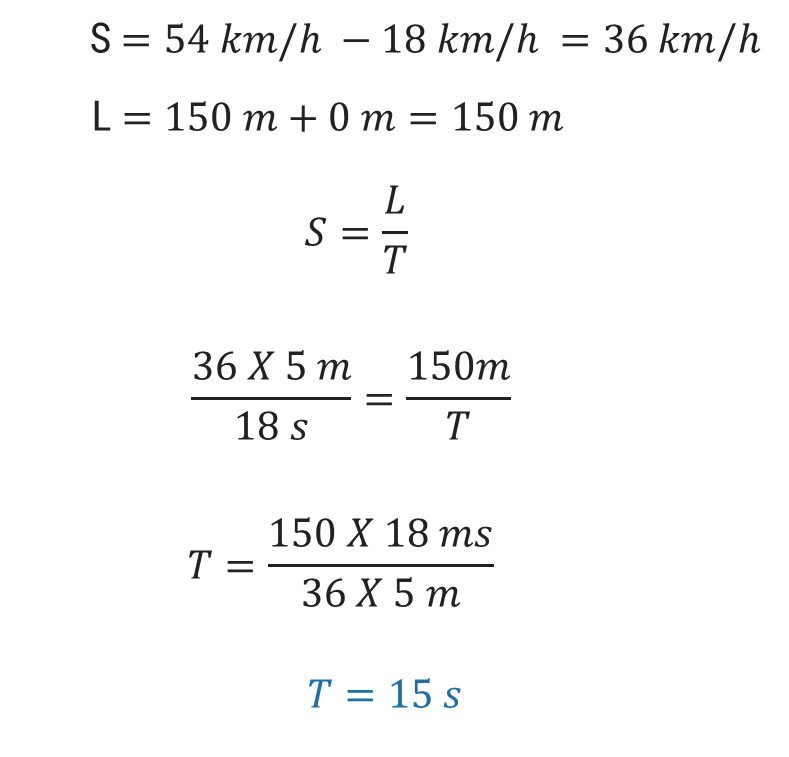 S = 54 km/h − 18 km/h = 36 km/h
L = 150 m + 0 m = 150 m
S = L/T
36 X 5 m / 18 s = 150m / T
T = 150 X 18 ms / 36 X 5 m
T = 15 s